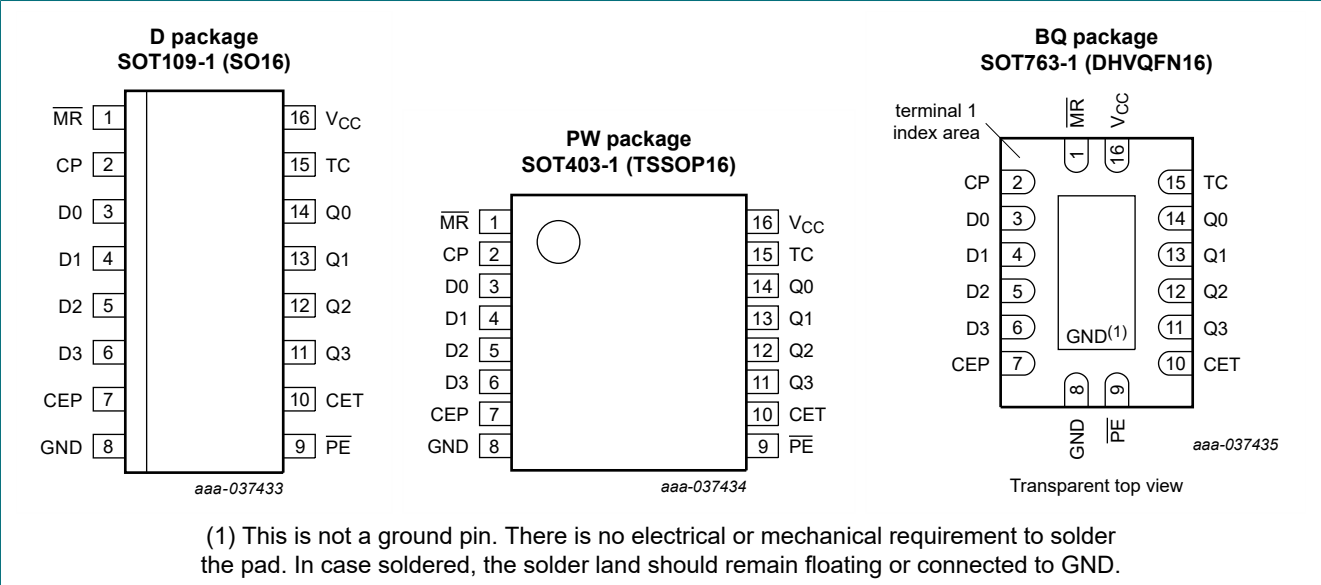 D package
SOT109-1 (SO16)
MR 1 16 VCC
CP 2 15 TC
D0 3 14 Q0
D1 4 13 Q1
D2 5 12 Q2
D3 6 11 Q3
CEP 7 10 CET
GND 8 9 PE
aaa-037433
PW package
SOT403-1 (TSSOP16)
MR 1 16 VCC
CP 2 15 TC
D0 3 14 Q0
D1 4 13 Q1
D2 5 12 Q2
D3 6 11 Q3
CEP 7 10 CET
GND 8 9 PE
aaa-037434
BQ package
SOT763-1 (DHVQFN16)
terminal 1
index area
MR VCC
1 16
CP 2 15 TC
D0 3 14 Q0
D1 4 13 Q1
D2 5 12 Q2
D3 6 11 Q3
GND(1)
CEP 7 10 CET
8 9
GND PE
aaa-037435
Transparent top view
(1) This is not a ground pin. There is no electrical or mechanical requirement to solder
the pad. In case soldered, the solder land should remain floating or connected to GND.